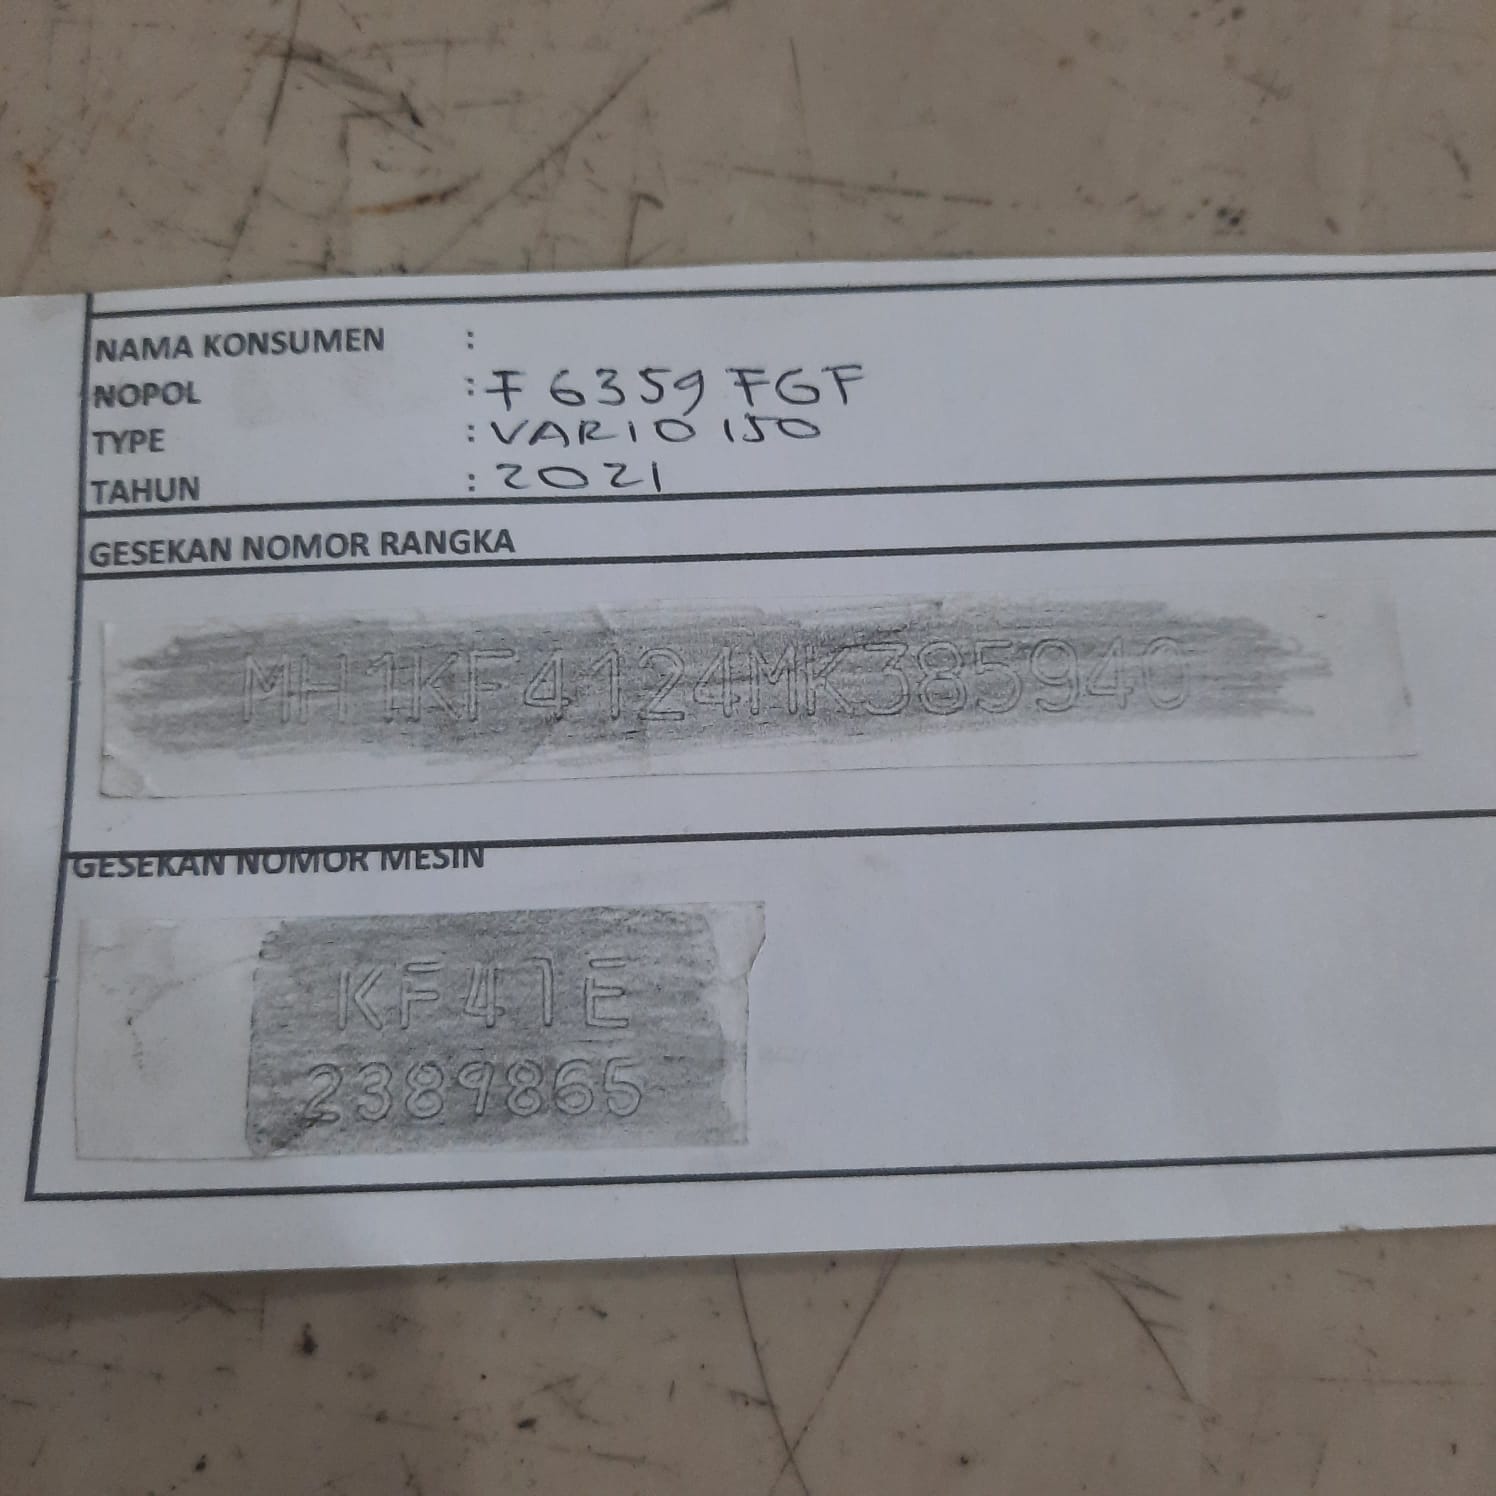 NAMA KONSUMEN :
NOPOL : F 6359 FGF
TYPE : VARIO 150
TAHUN : 2021
GESEKAN NOMOR RANGKA
MH1KF4124MK385940
GESEKAN NOMOR MESIN
KF41E
2389865